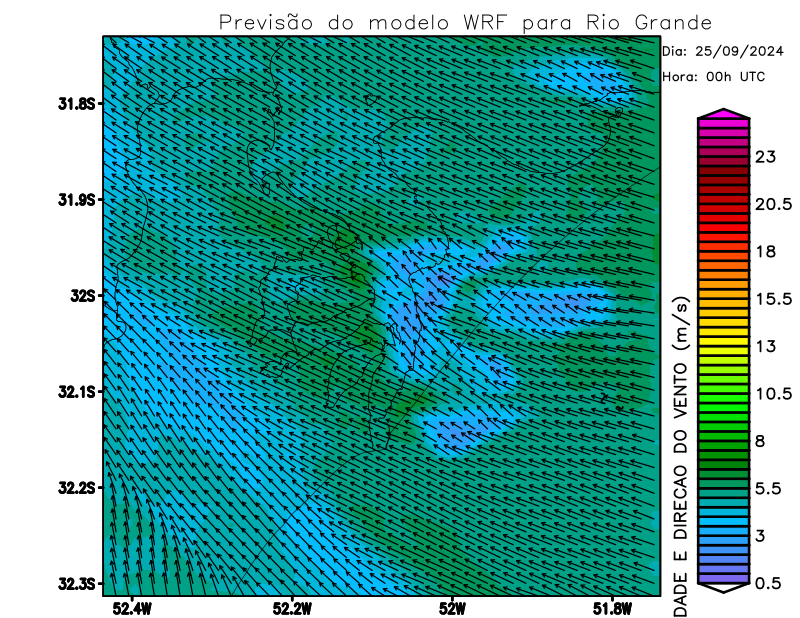 Previsão do modelo WRF para Rio Grande
Dia: 25/09/2024
Hora: 00h UTC
31.8S
31.9S
32S
32.1S
32.2S
32.3S
52.4W
52.2W
52W
51.8W
23
20.5
18
15.5
13
10.5
8
5.5
3
0.5
DADE E DIRECAO DO VENTO (m/s)